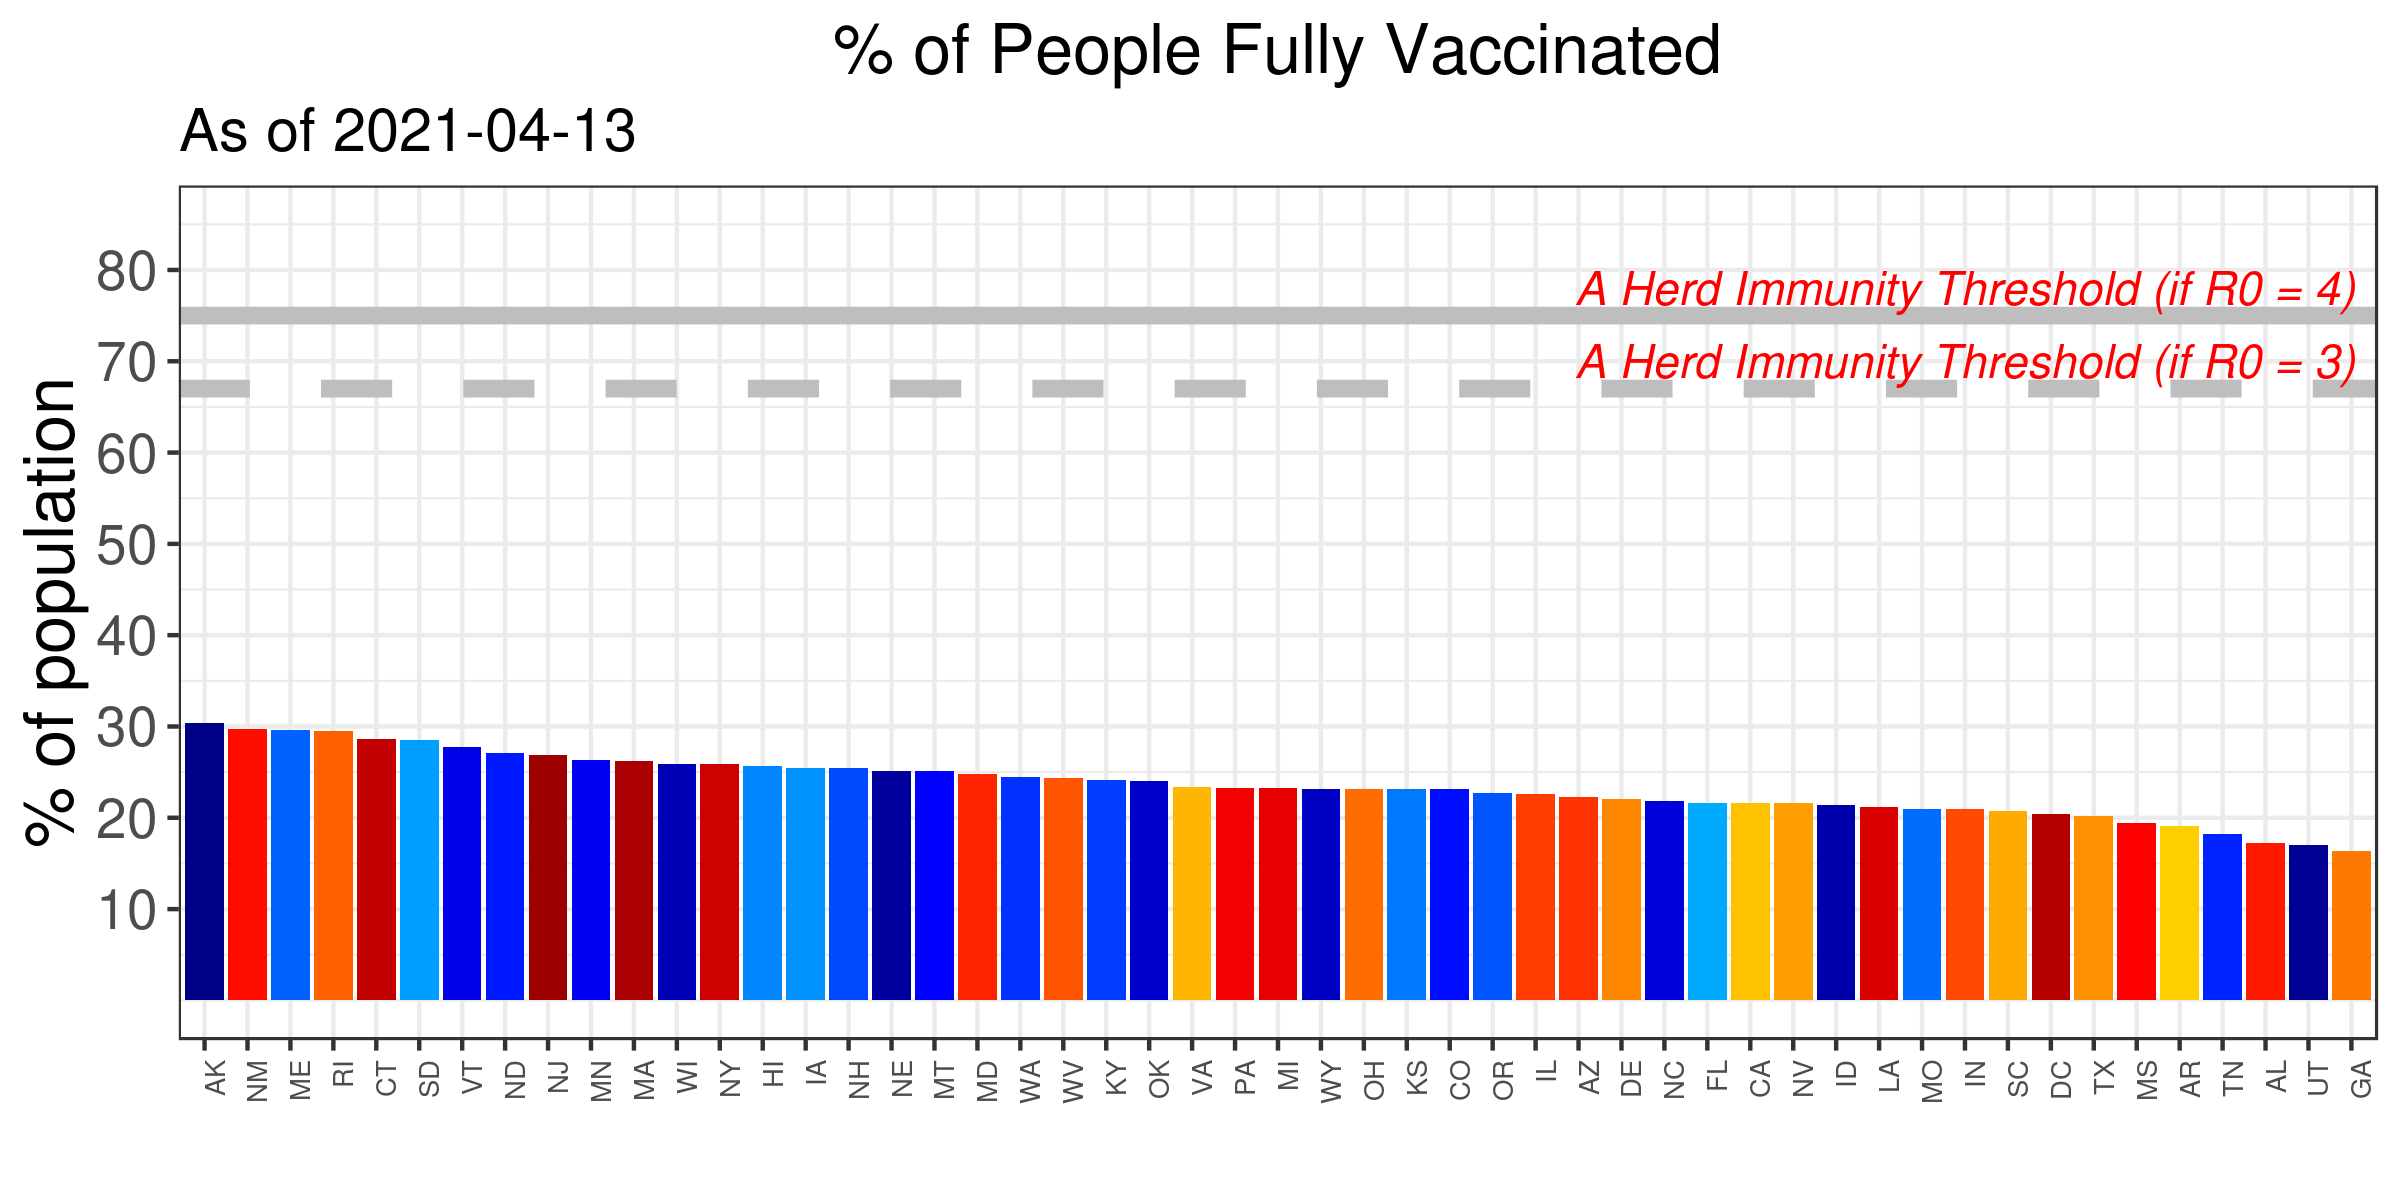 % of People Fully Vaccinated
As of 2021-04-13
% of population
80
70
60
50
40
30
20
10
A Herd Immunity Threshold (if R0 = 4)
A Herd Immunity Threshold (if R0 = 3)
AK NM ME RI CT SD VT ND NJ MN MA WI NY HI IA NH NE MT MD WA WV KY OK VA PA MI WY OH KS CO OR IL AZ DE NC FL CA NV ID LA MO IN SC DC TX MS AR TN AL UT GA